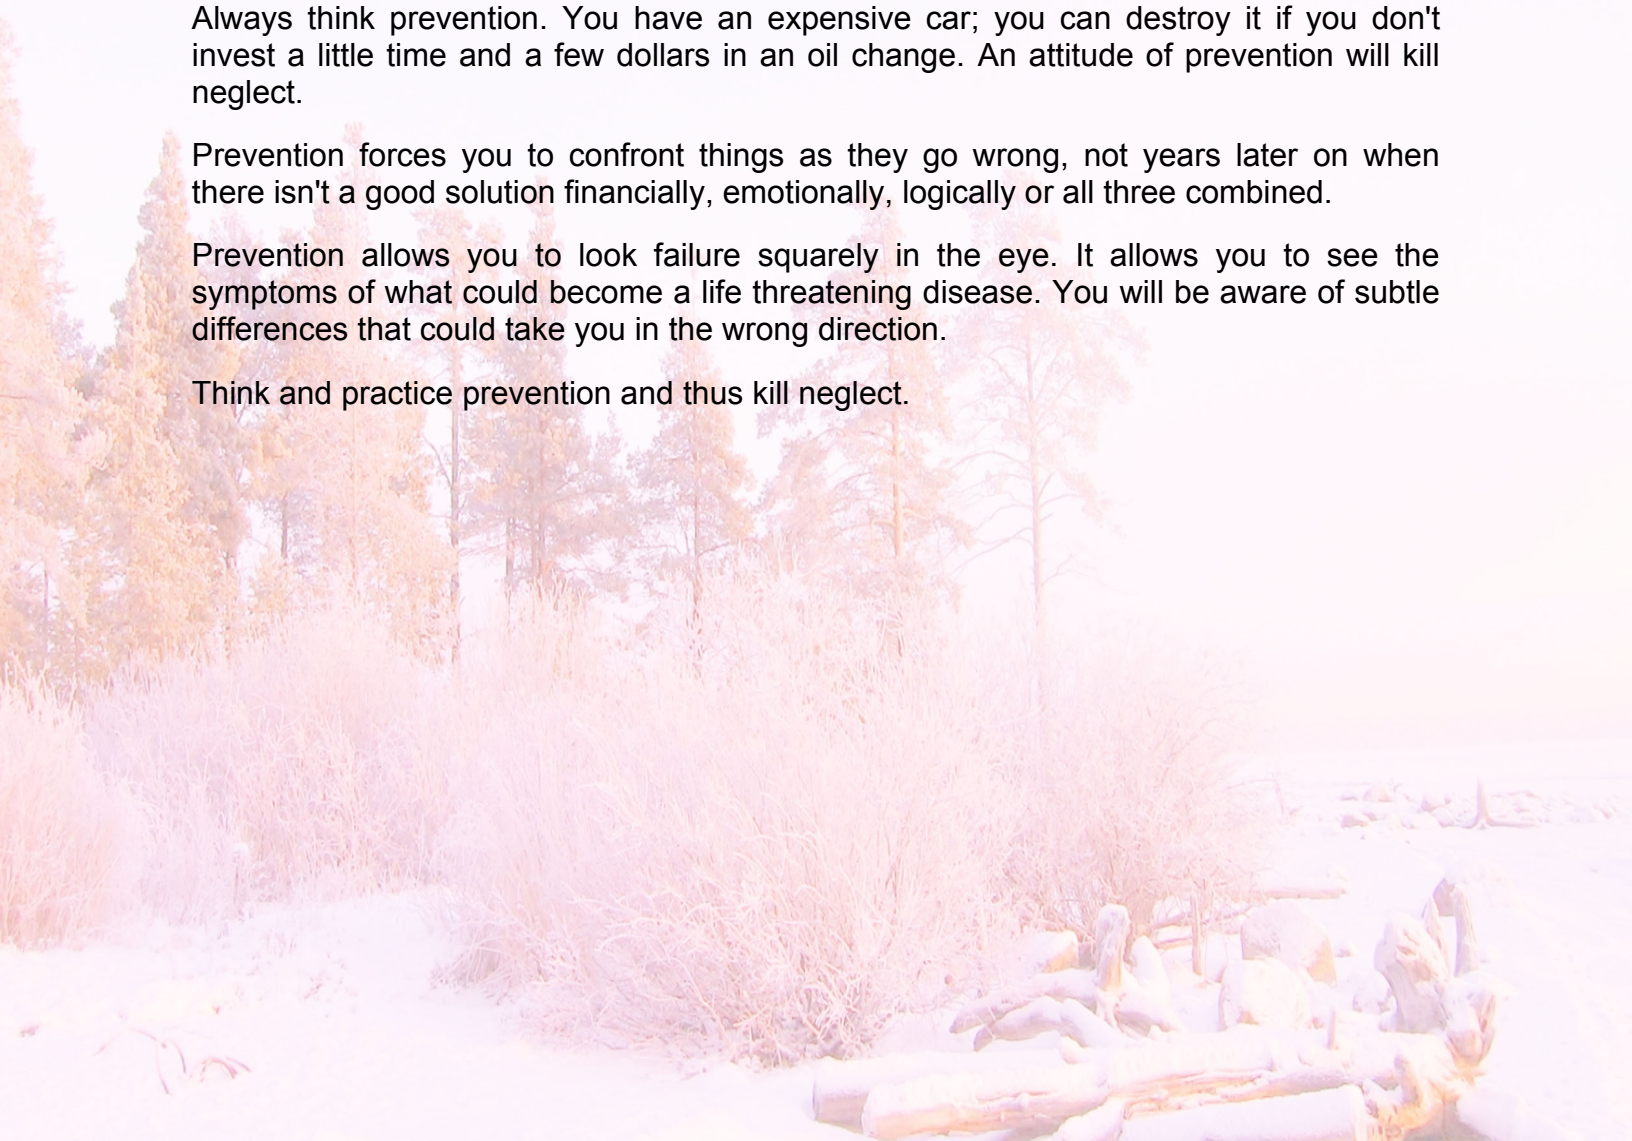 Always think prevention. You have an expensive car; you can destroy it if you don't
invest a little time and a few dollars in an oil change. An attitude of prevention will kill
neglect.
Prevention forces you to confront things as they go wrong, not years later on when
there isn't a good solution financially, emotionally, logically or all three combined.
Prevention allows you to look failure squarely in the eye. It allows you to see the
symptoms of what could become a life threatening disease. You will be aware of subtle
differences that could take you in the wrong direction.
Think and practice prevention and thus kill neglect.